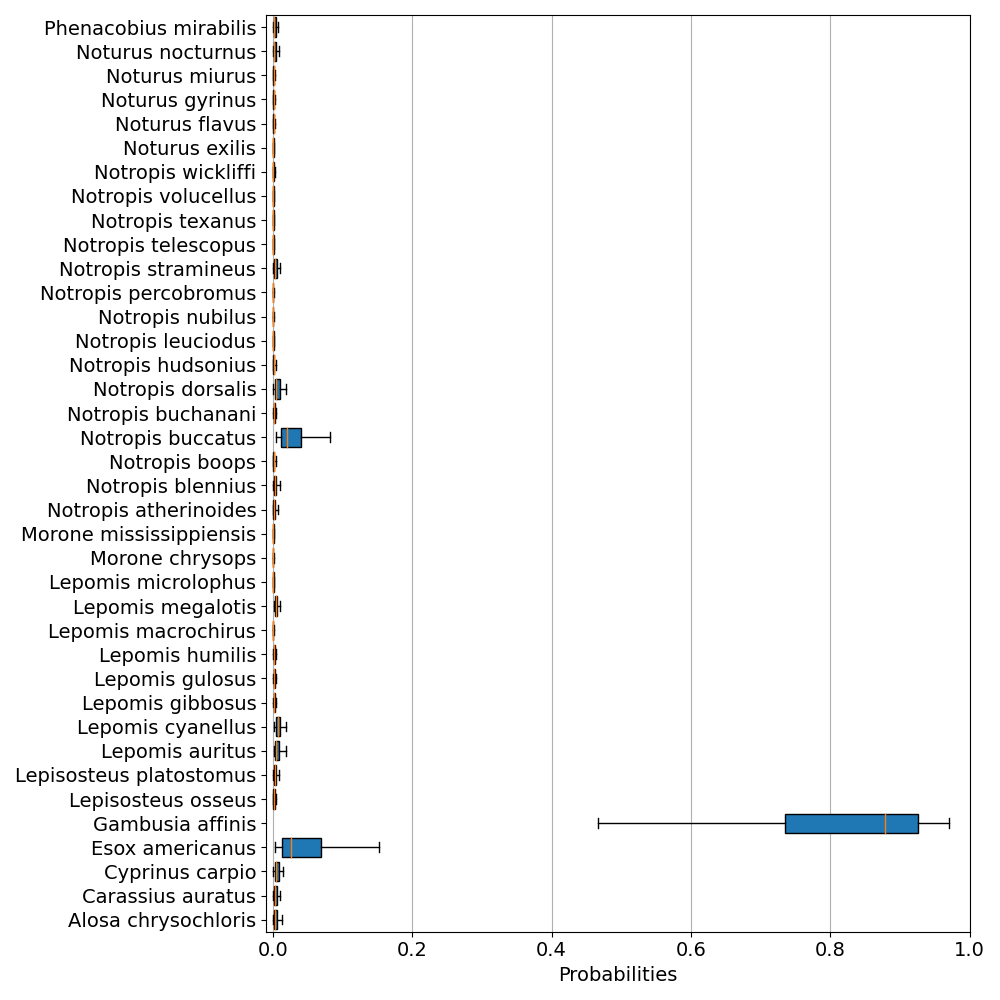 Phenacobius mirabilis
Noturus nocturnus
Noturus miurus
Noturus gyrinus
Noturus flavus
Noturus exilis
Notropis wickliffi
Notropis volucellus
Notropis texanus
Notropis telescopus
Notropis stramineus
Notropis percobromus
Notropis nubilus
Notropis leuciodus
Notropis hudsonius
Notropis dorsalis
Notropis buchanani
Notropis buccatus
Notropis boops
Notropis blennius
Notropis atherinoides
Morone mississippiensis
Morone chrysops
Lepomis microlophus
Lepomis megalotis
Lepomis macrochirus
Lepomis humilis
Lepomis gulosus
Lepomis gibbosus
Lepomis cyanellus
Lepomis auritus
Lepisosteus platostomus
Lepisosteus osseus
Gambusia affinis
Esox americanus
Cyprinus carpio
Carassius auratus
Alosa chrysochloris
0.0 0.2 0.4 0.6 0.8 1.0
Probabilities